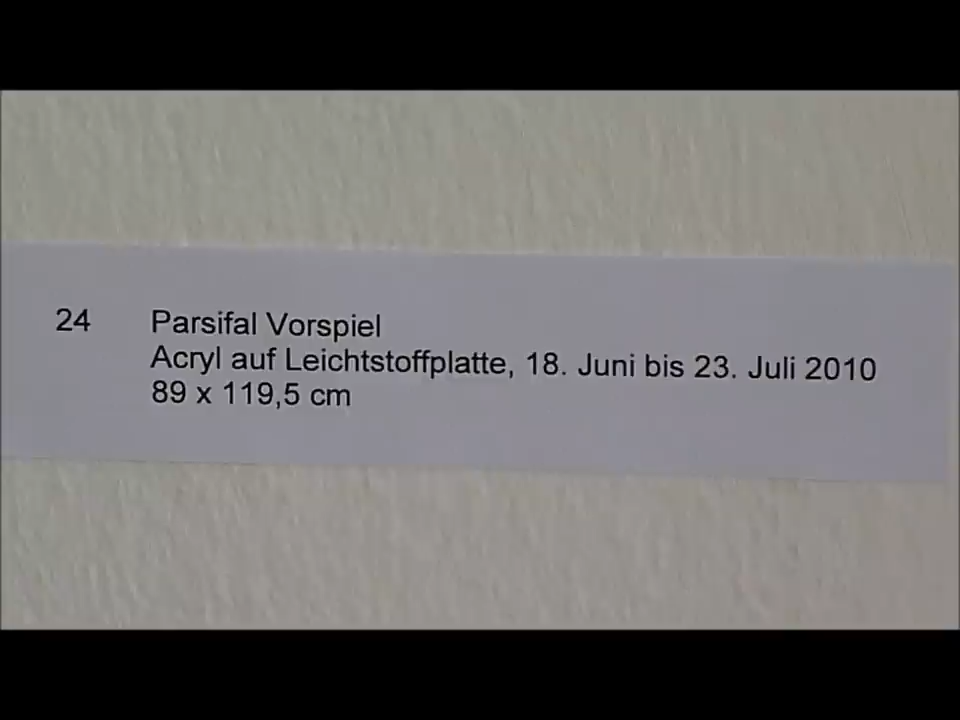 24 Parsifal Vorspiel
Acryl auf Leichtstoffplatte, 18. Juni bis 23. Juli 2010
89 x 119,5 cm